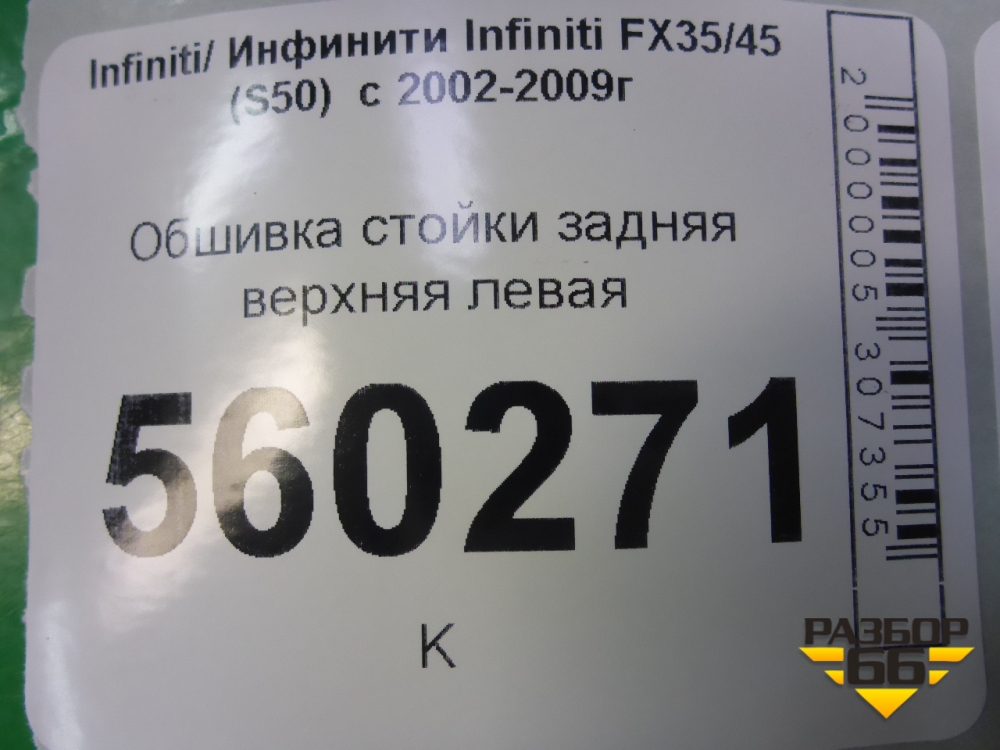 Infiniti/ Инфинити Infiniti FX35/45
(S50) с 2002-2009г
Обшивка стойки задняя
верхняя левая
560271
К
2000005307355
РАЗБОР
66